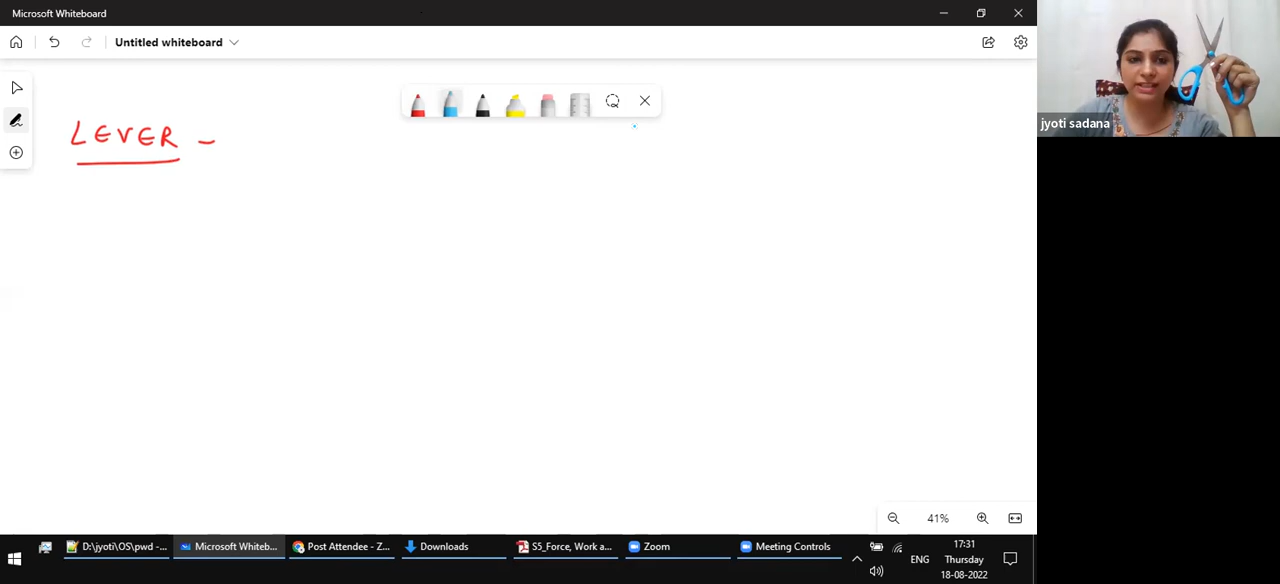 Microsoft Whiteboard
Untitled whiteboard
LEVER -
jyoti sadana
41%
D:\jyoti\OS\pwd -...
Microsoft Whiteb...
Post Attendee - Z...
Downloads
S5_Force, Work a...
Zoom
Meeting Controls
ENG
17:31
Thursday
18-08-2022